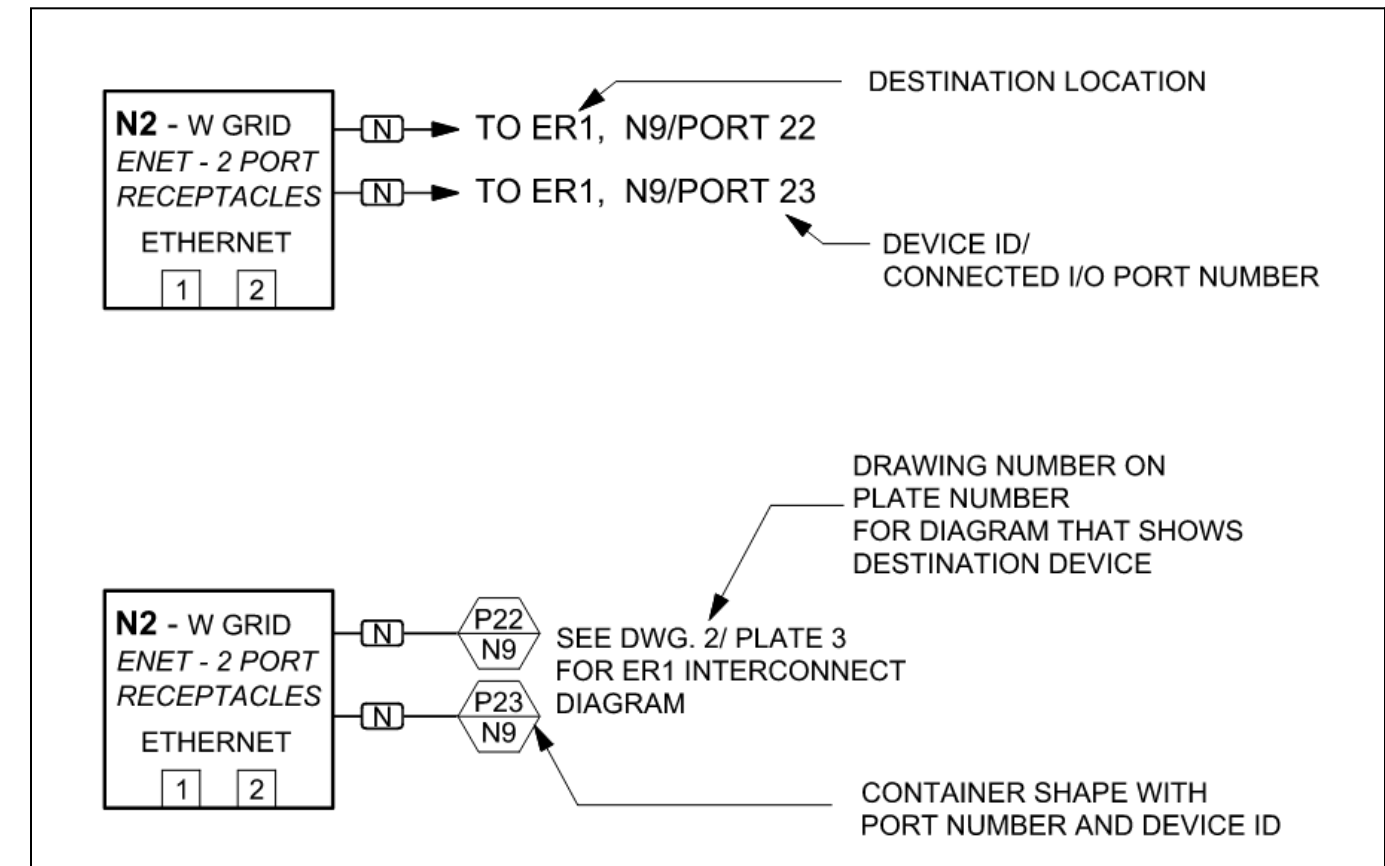 DESTINATION LOCATION
N2 - W GRID
ENET - 2 PORT
RECEPTACLES
ETHERNET
1 2
N TO ER1, N9/PORT 22
N TO ER1, N9/PORT 23
DEVICE ID/
CONNECTED I/O PORT NUMBER
DRAWING NUMBER ON
PLATE NUMBER
FOR DIAGRAM THAT SHOWS
DESTINATION DEVICE
N2 - W GRID
ENET - 2 PORT
RECEPTACLES
ETHERNET
1 2
N
P22
N9
N
P23
N9
SEE DWG. 2/ PLATE 3
FOR ER1 INTERCONNECT
DIAGRAM
CONTAINER SHAPE WITH
PORT NUMBER AND DEVICE ID